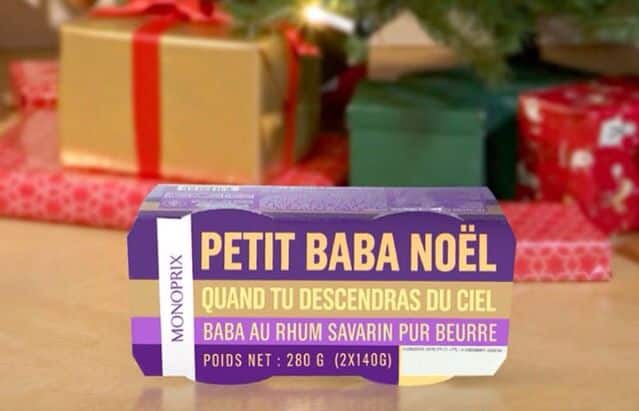 MONOPRIX
PETIT BABA NOËL
QUAND TU DESCENDRAS DU CIEL
BABA AU RHUM SAVARIN PUR BEURRE
POIDS NET : 280 G (2X140G)